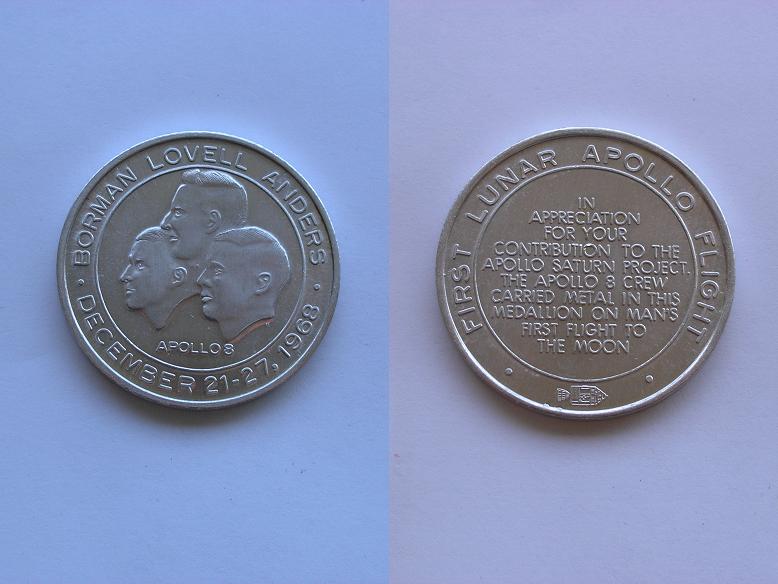 BORMAN LOVELL ANDERS
APOLLO 8
DECEMBER 21-27, 1968
FIRST LUNAR APOLLO FLIGHT
IN
APPRECIATION
FOR YOUR
CONTRIBUTION TO THE
APOLLO SATURN PROJECT.
THE APOLLO 8 CREW
CARRIED METAL IN THIS
MEDALLION ON MAN'S
FIRST FLIGHT TO
THE MOON